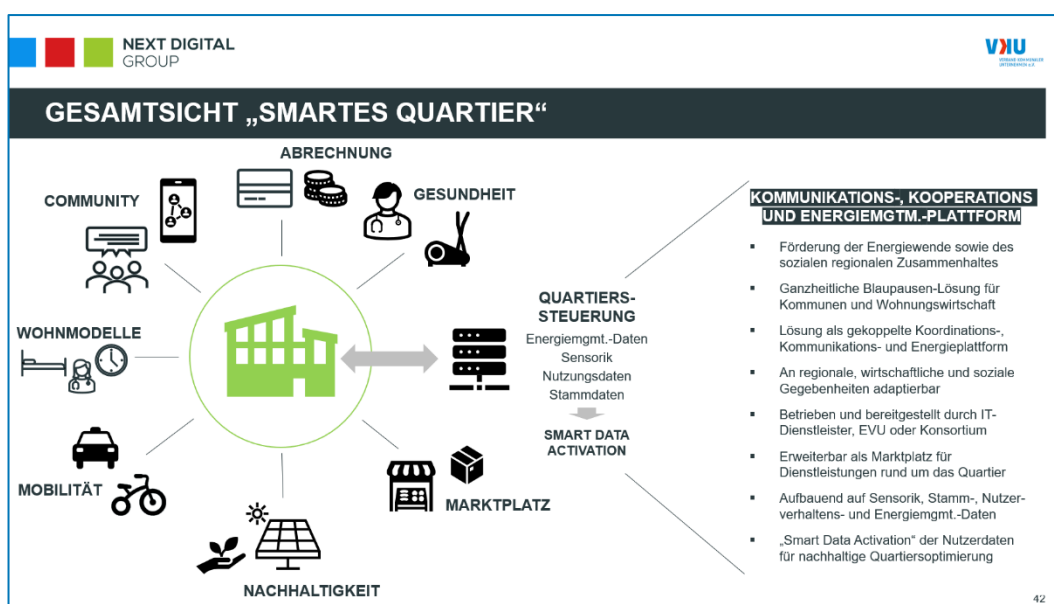 NEXT DIGITAL
GROUP
VKU
VERBAND KOMMUNALER
UNTERNEHMEN e.V.
GESAMTSICHT „SMARTES QUARTIER“
ABRECHNUNG
COMMUNITY
GESUNDHEIT
WOHNMODELLE
MOBILITÄT
NACHHALTIGKEIT
MARKTPLATZ
QUARTIERS-
STEUERUNG
Energiemgmt.-Daten
Sensorik
Nutzungsdaten
Stammdaten
SMART DATA
ACTIVATION
KOMMUNIKATIONS-, KOOPERATIONS
UND ENERGIEMGTM.-PLATTFORM
▪ Förderung der Energiewende sowie des
sozialen regionalen Zusammenhaltes
▪ Ganzheitliche Blaupausen-Lösung für
Kommunen und Wohnungswirtschaft
▪ Lösung als gekoppelte Koordinations-,
Kommunikations- und Energieplattform
▪ An regionale, wirtschaftliche und soziale
Gegebenheiten adaptierbar
▪ Betrieben und bereitgestellt durch IT-
Dienstleister, EVU oder Konsortium
▪ Erweiterbar als Marktplatz für
Dienstleistungen rund um das Quartier
▪ Aufbauend auf Sensorik, Stamm-, Nutzer-
verhaltens- und Energiemgmt.-Daten
▪ „Smart Data Activation“ der Nutzerdaten
für nachhaltige Quartiersoptimierung
42